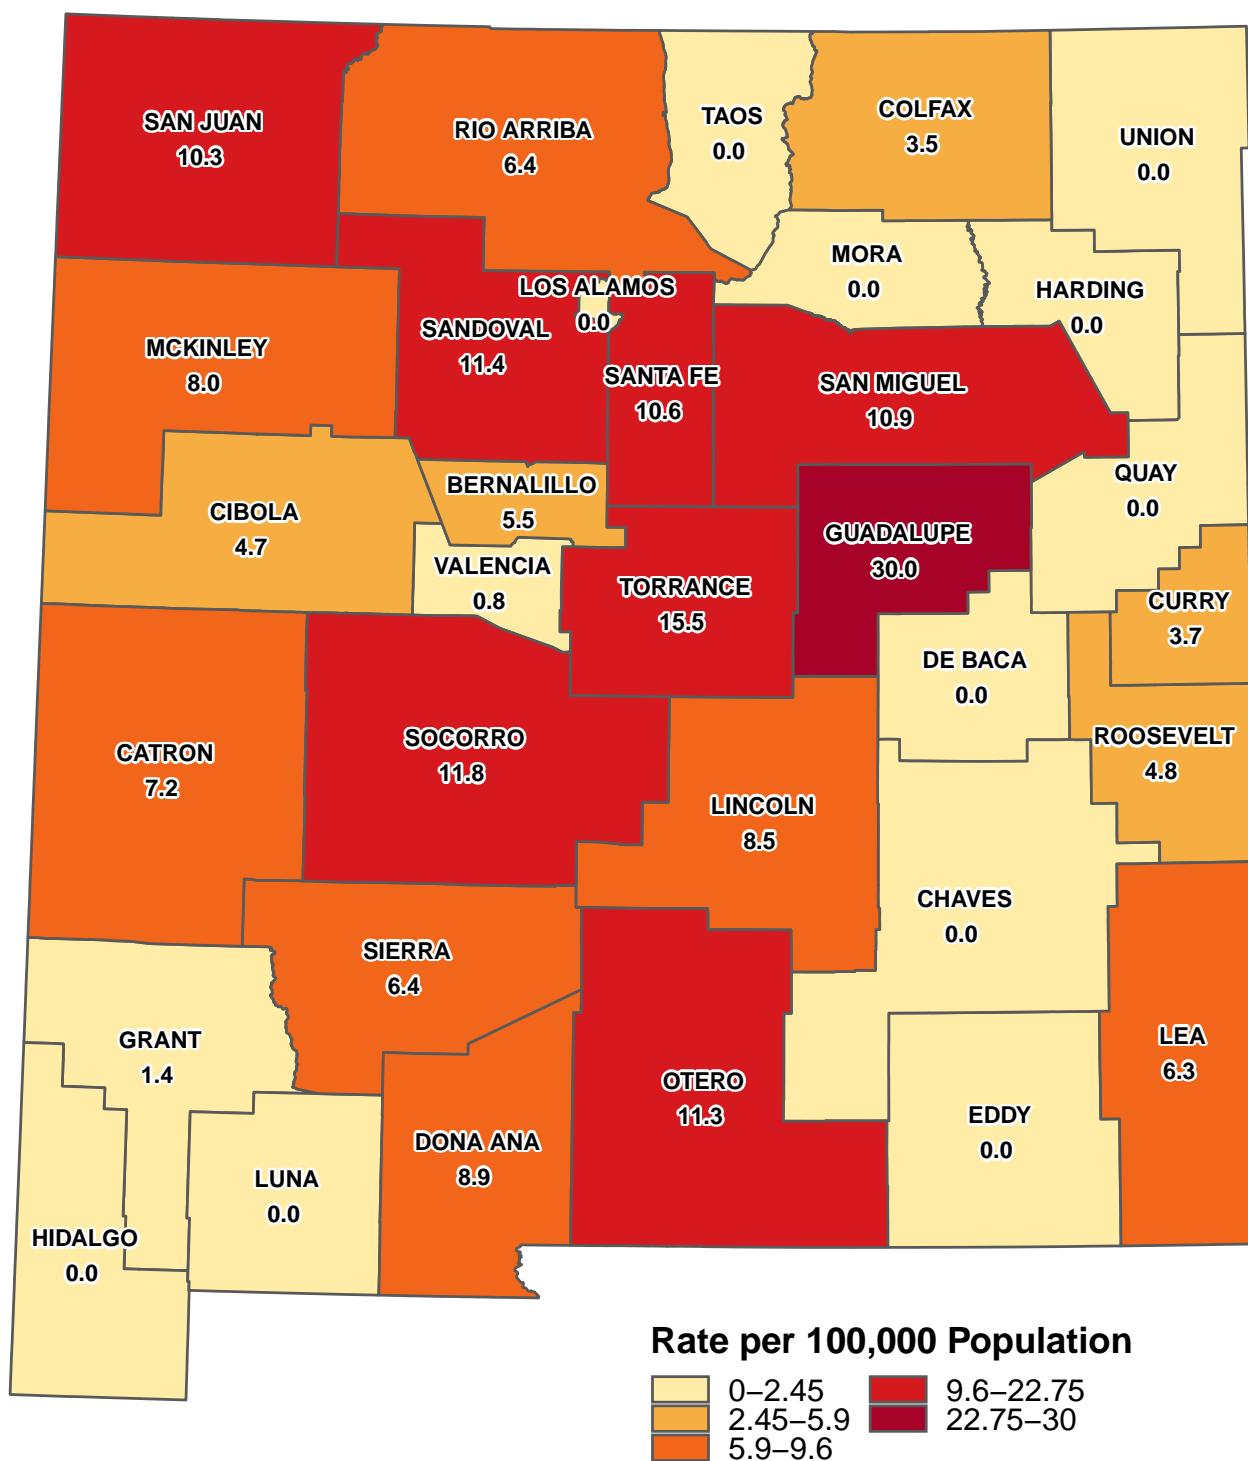 SAN JUAN
10.3
RIO ARRIBA
6.4
TAOS
0.0
COLFAX
3.5
UNION
0.0
MORA
0.0
HARDING
0.0
LOS ALAMOS
0.0
SANDOVAL
11.4
MCKINLEY
8.0
SANTA FE
10.6
SAN MIGUEL
10.9
QUAY
0.0
BERNALILLO
5.5
CIBOLA
4.7
GUADALUPE
30.0
VALENCIA
0.8
TORRANCE
15.5
CURRY
3.7
DE BACA
0.0
ROOSEVELT
4.8
CATRON
7.2
SOCORRO
11.8
LINCOLN
8.5
CHAVES
0.0
SIERRA
6.4
GRANT
1.4
LEA
6.3
OTERO
11.3
EDDY
0.0
DONA ANA
8.9
LUNA
0.0
HIDALGO
0.0
Rate per 100,000 Population
0–2.45
2.45–5.9
5.9–9.6
9.6–22.75
22.75–30